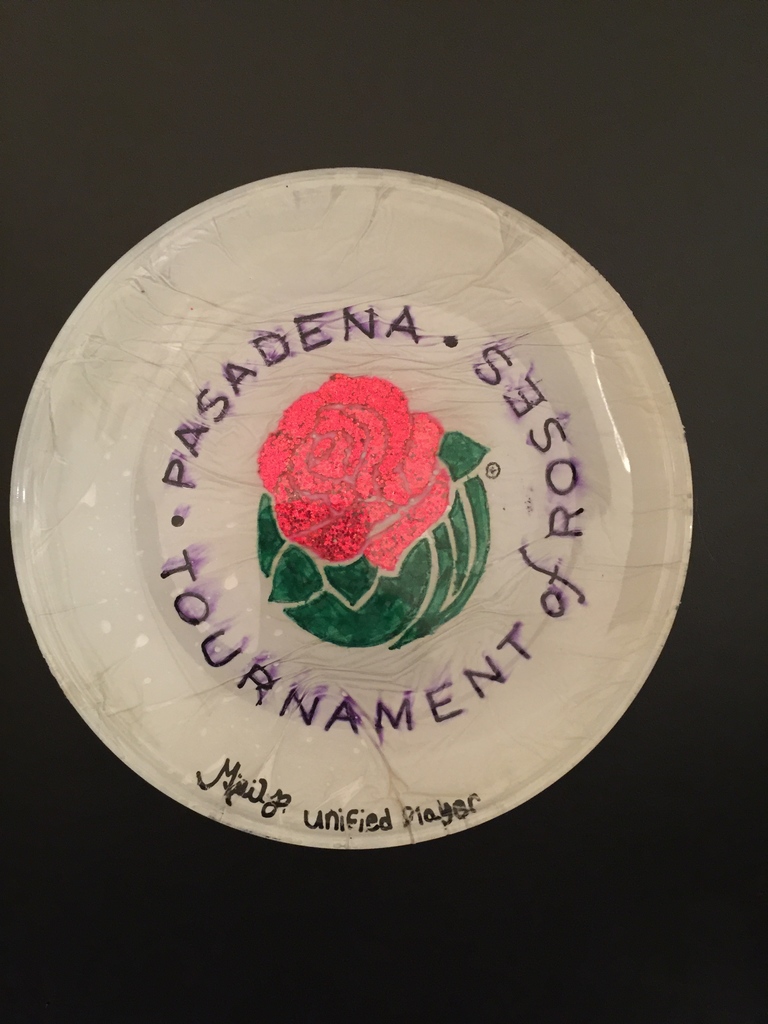 PASADENA
TOURNAMENT of ROSES
®
unified Player